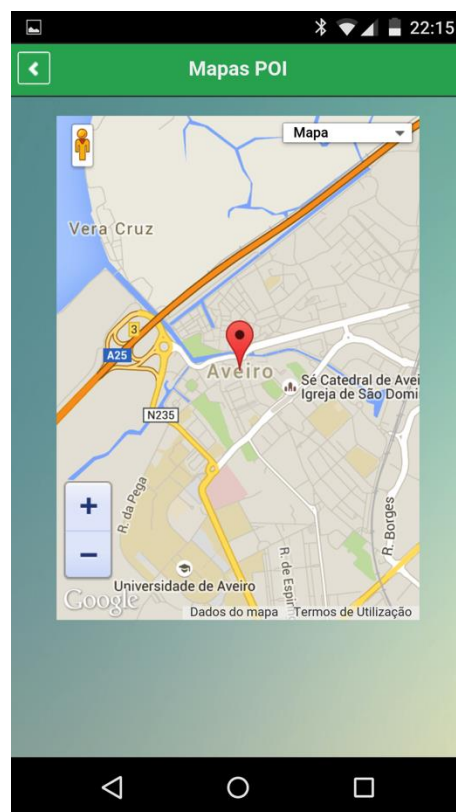 22:15
Mapas POI
Mapa
Vera Cruz
3
A25
Aveiro
Sé Catedral de Avei
Igreja de São Domi
N235
R. da Pega
R. Borges
+
−
R. de Espin
Universidade de Aveiro
Google
Dados do mapa
Termos de Utilização